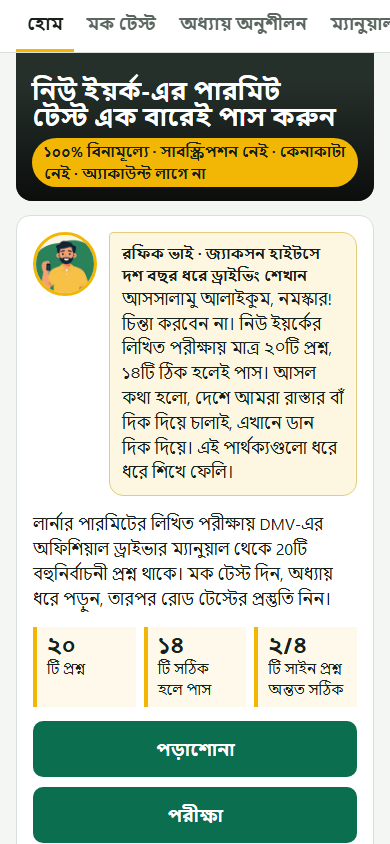 হোম মক টেস্ট অধ্যায় অনুশীলন ম্যানুয়াল
নিউ ইয়র্ক-এর পারমিট
টেস্ট এক বারেই পাস করুন
১০০% বিনামূল্যে · সাবস্ক্রিপশন নেই · কেনাকাটা
নেই · অ্যাকাউন্ট লাগে না
রফিক ভাই · জ্যাকসন হাইটসে
দশ বছর ধরে ড্রাইভিং শেখান
আসসালামু আলাইকুম, নমস্কার!
চিন্তা করবেন না। নিউ ইয়র্কের
লিখিত পরীক্ষায় মাত্র ২০টি প্রশ্ন,
১৪টি ঠিক হলেই পাস। আসল
কথা হলো, দেশে আমরা রাস্তার বাঁ
দিক দিয়ে চালাই, এখানে ডান
দিক দিয়ে। এই পার্থক্যগুলো ধরে
ধরে শিখে ফেলি।
লার্নার পারমিটের লিখিত পরীক্ষায় DMV-এর
অফিশিয়াল ড্রাইভার ম্যানুয়াল থেকে 20টি
বহুনির্বাচনী প্রশ্ন থাকে। মক টেস্ট দিন, অধ্যায়
ধরে পড়ুন, তারপর রোড টেস্টের প্রস্তুতি নিন।
২০
টি প্রশ্ন
১৪
টি সঠিক
হলে পাস
২/৪
টি সাইন প্রশ্ন
অন্তত সঠিক
পড়াশোনা
পরীক্ষা